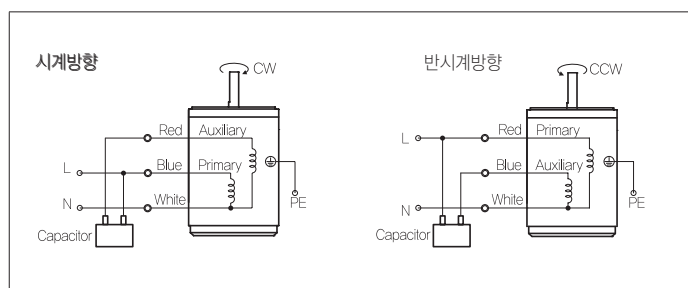 시계방향
CW
Red Auxiliary
L Blue Primary
N White
PE
Capacitor
반시계방향
CCW
L Red Primary
Blue Auxiliary
N White
PE
Capacitor